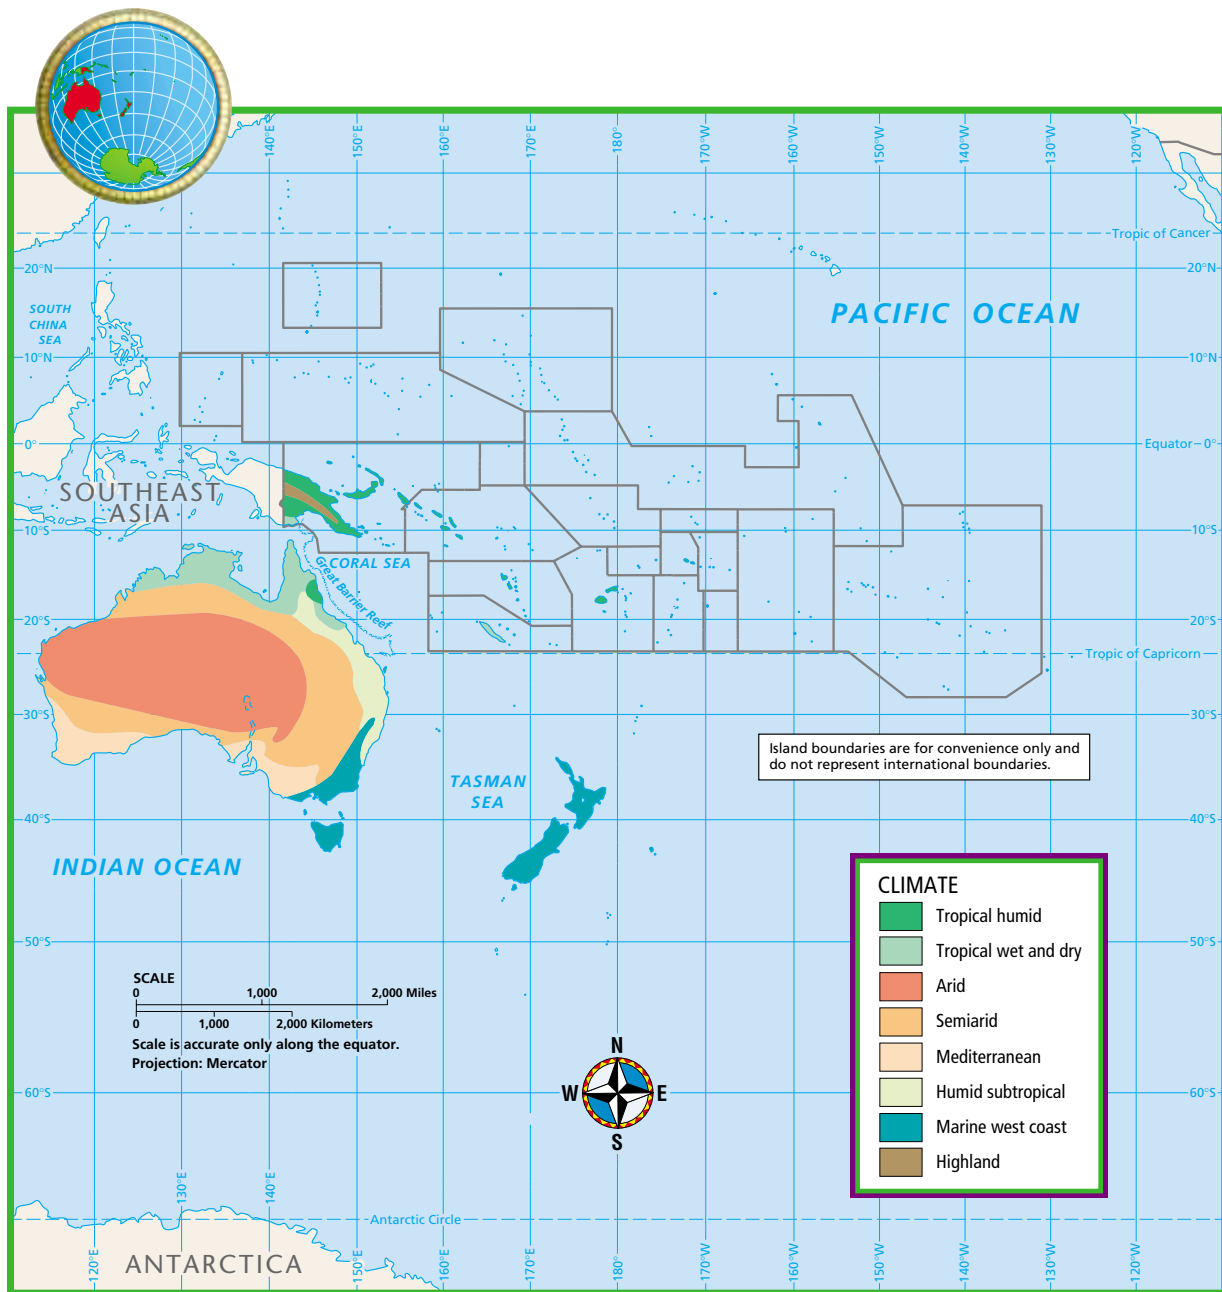 140°E
150°E
160°E
170°E
180°
170°W
160°W
150°W
140°W
130°W
120°W
Tropic of Cancer
20°N
20°N
SOUTH
CHINA
SEA
PACIFIC OCEAN
10°N
10°N
0°
Equator
0°
SOUTHEAST
ASIA
10°S
10°S
CORAL SEA
Great Barrier Reef
20°S
20°S
Tropic of Capricorn
30°S
30°S
Island boundaries are for convenience only and
do not represent international boundaries.
TASMAN
SEA
40°S
40°S
INDIAN OCEAN
CLIMATE
Tropical humid
Tropical wet and dry
Arid
Semiarid
Mediterranean
Humid subtropical
Marine west coast
Highland
50°S
50°S
SCALE
0 1,000 2,000 Miles
0 1,000 2,000 Kilometers
Scale is accurate only along the equator.
Projection: Mercator
N
W
E
S
60°S
60°S
130°E
140°E
Antarctic Circle
ANTARCTICA
120°E
150°E
160°E
170°E
180°
170°W
160°W
150°W
140°W
130°W
120°W